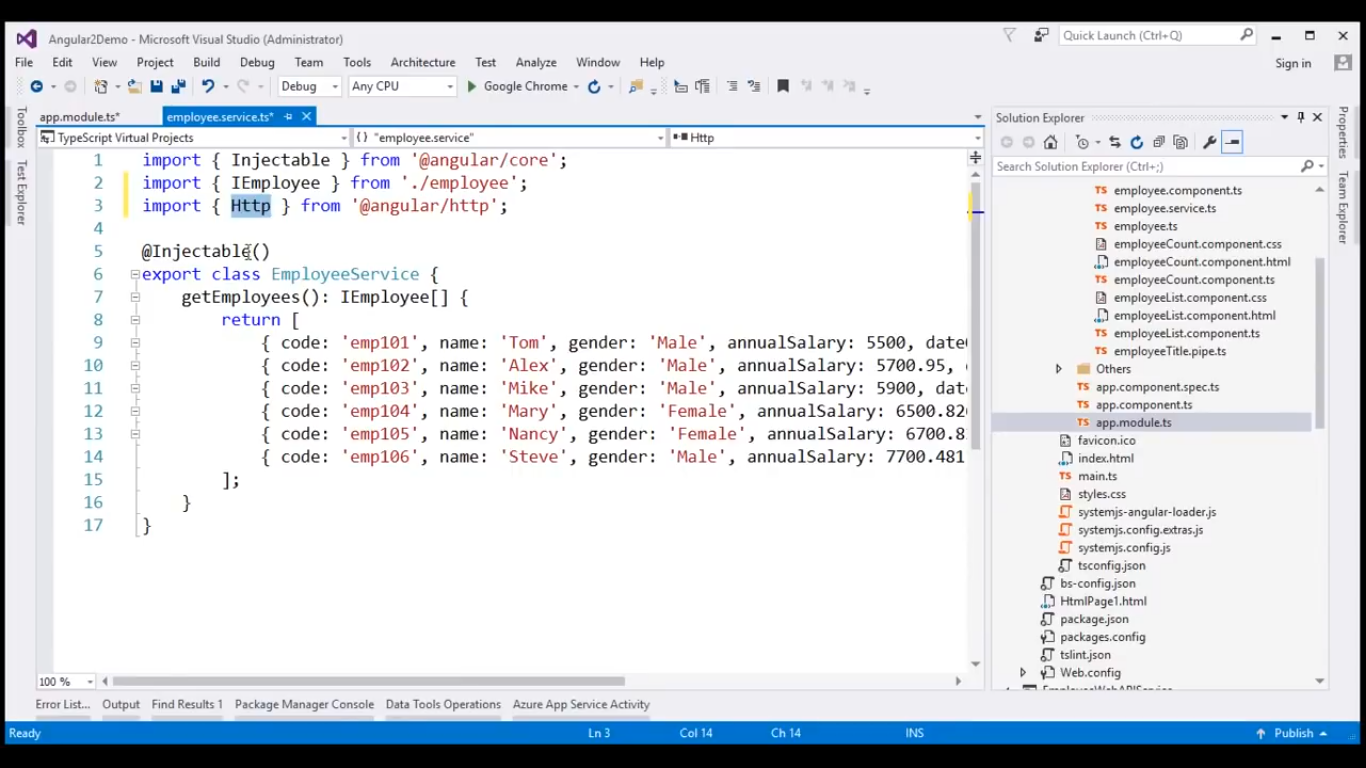 Angular2Demo - Microsoft Visual Studio (Administrator)
Quick Launch (Ctrl+Q)
File Edit View Project Build Debug Team Tools Architecture Test Analyze Window Help
Sign in
Debug Any CPU Google Chrome
Toolbox
Test Explorer
app.module.ts* employee.service.ts*
TypeScript Virtual Projects {} "employee.service" Http
1 import { Injectable } from '@angular/core';
2 import { IEmployee } from './employee';
3 import { Http } from '@angular/http';
4
5 @Injectable()
6 export class EmployeeService {
7 getEmployees(): IEmployee[] {
8 return [
9 { code: 'emp101', name: 'Tom', gender: 'Male', annualSalary: 5500, date
10 { code: 'emp102', name: 'Alex', gender: 'Male', annualSalary: 5700.95,
11 { code: 'emp103', name: 'Mike', gender: 'Male', annualSalary: 5900, dat
12 { code: 'emp104', name: 'Mary', gender: 'Female', annualSalary: 6500.826
13 { code: 'emp105', name: 'Nancy', gender: 'Female', annualSalary: 6700.8
14 { code: 'emp106', name: 'Steve', gender: 'Male', annualSalary: 7700.481
15 ];
16 }
17 }
100 %
Solution Explorer
Search Solution Explorer (Ctrl+;)
TS employee.component.ts
TS employee.service.ts
TS employee.ts
employeeCount.component.css
employeeCount.component.html
TS employeeCount.component.ts
employeeList.component.css
employeeList.component.html
TS employeeList.component.ts
TS employeeTitle.pipe.ts
Others
TS app.component.spec.ts
TS app.component.ts
TS app.module.ts
favicon.ico
index.html
TS main.ts
styles.css
systemjs-angular-loader.js
systemjs.config.extras.js
systemjs.config.js
tsconfig.json
bs-config.json
HtmlPage1.html
package.json
packages.config
tslint.json
Web.config
Properties
Team Explorer
Error List... Output Find Results 1 Package Manager Console Data Tools Operations Azure App Service Activity
Ready Ln 3 Col 14 Ch 14 INS Publish